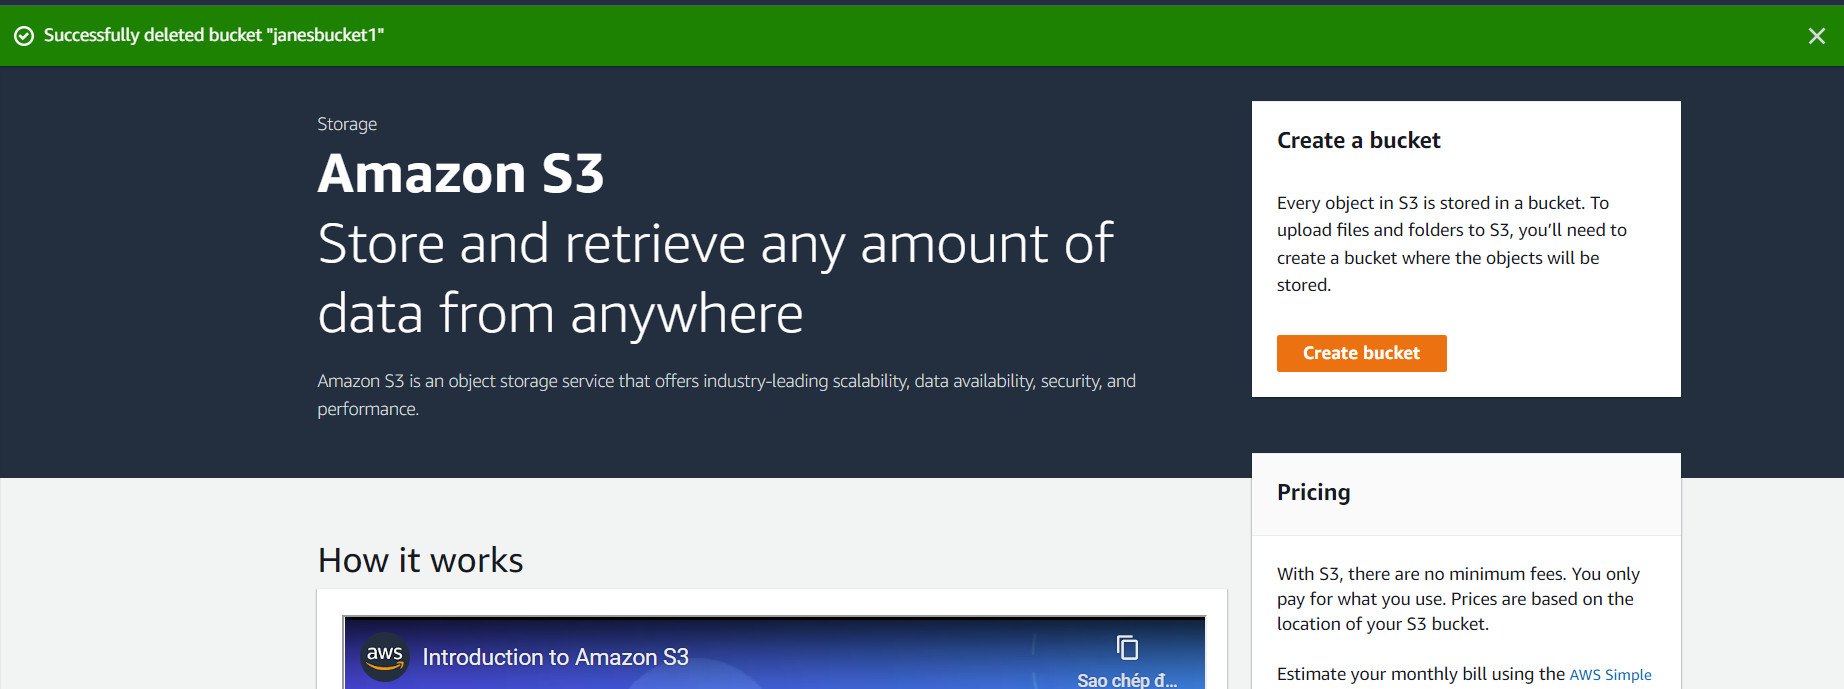 Successfully deleted bucket "janesbucket1"
Storage
Amazon S3
Store and retrieve any amount of
data from anywhere
Amazon S3 is an object storage service that offers industry-leading scalability, data availability, security, and
performance.
Create a bucket
Every object in S3 is stored in a bucket. To
upload files and folders to S3, you’ll need to
create a bucket where the objects will be
stored.
Create bucket
Pricing
With S3, there are no minimum fees. You only
pay for what you use. Prices are based on the
location of your S3 bucket.
Estimate your monthly bill using the AWS Simple
How it works
aws
Introduction to Amazon S3
Sao chép đ...